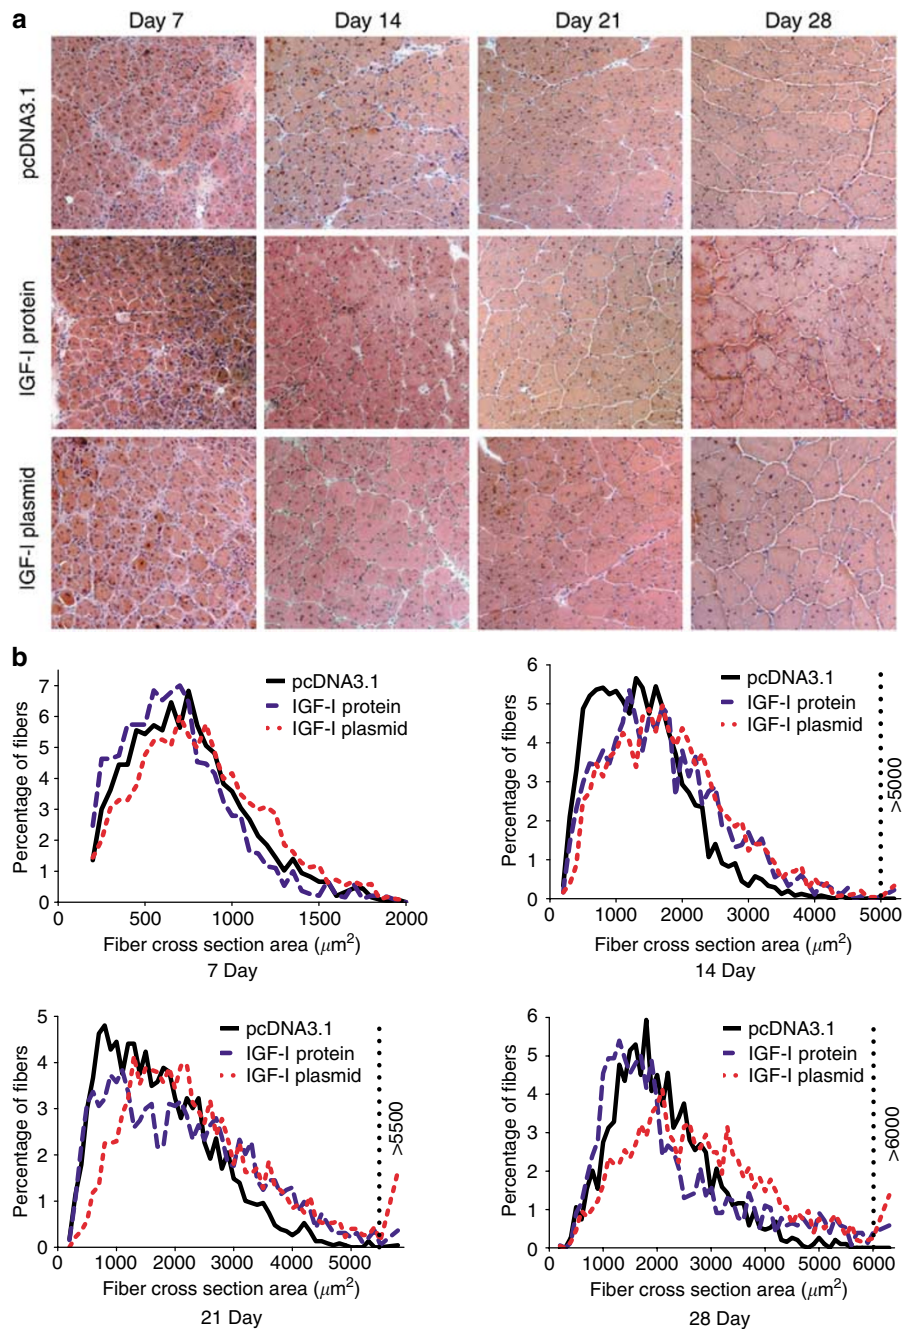 a
Day 7 Day 14 Day 21 Day 28
pcDNA3.1
IGF-I protein
IGF-I plasmid
b
Percentage of fibers
7
6
5
4
3
2
1
0
0 500 1000 1500 2000
pcDNA3.1
IGF-I protein
IGF-I plasmid
Fiber cross section area (μm²)
7 Day
Percentage of fibers
6
5
4
3
2
1
0
0 1000 2000 3000 4000 5000
pcDNA3.1
IGF-I protein
IGF-I plasmid
>5000
Fiber cross section area (μm²)
14 Day
Percentage of fibers
5
4
3
2
1
0
0 1000 2000 3000 4000 5000
pcDNA3.1
IGF-I protein
IGF-I plasmid
>5500
Fiber cross section area (μm²)
21 Day
Percentage of fibers
6
5
4
3
2
1
0
0 1000 2000 3000 4000 5000 6000
pcDNA3.1
IGF-I protein
IGF-I plasmid
>6000
Fiber cross section area (μm²)
28 Day